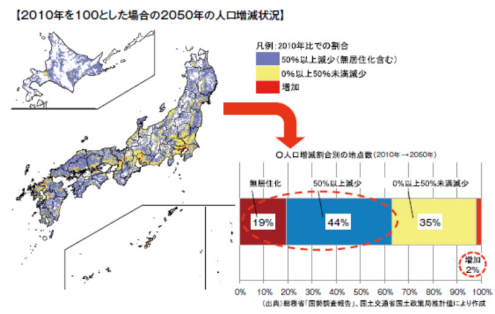 【2010年を100とした場合の2050年の人口増減状況】
凡例:2010年比での割合
50%以上減少(無居住化含む)
0%以上50%未満減少
増加
○人口増減割合別の地点数(2010年→2050年)
無居住化
50%以上減少
0%以上50%未満減少
19%
44%
35%
増加
2%
0% 10% 20% 30% 40% 50% 60% 70% 80% 90% 100%
(出典)総務省「国勢調査報告」、国土交通省国土政策局推計値により作成